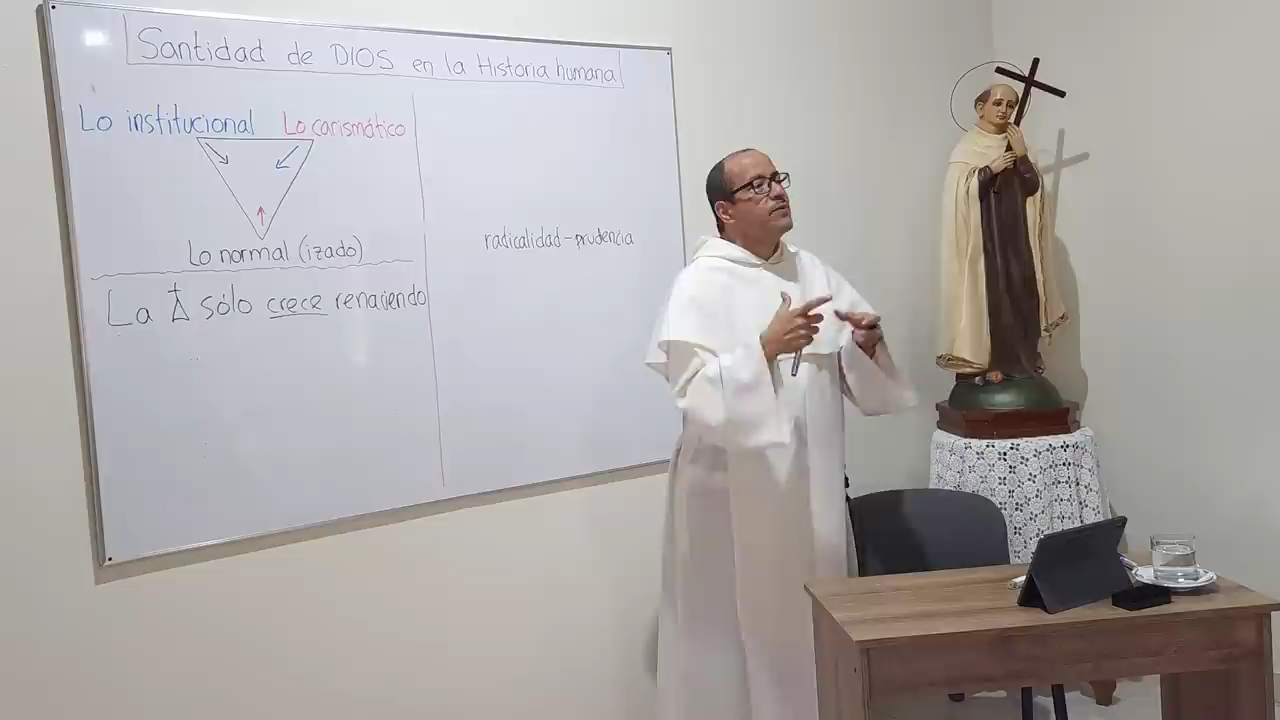 Santidad de DIOS en la Historia humana
Lo institucional Lo carismático
Lo normal (izado)
La sólo crece renaciendo
radicalidad-prudencia